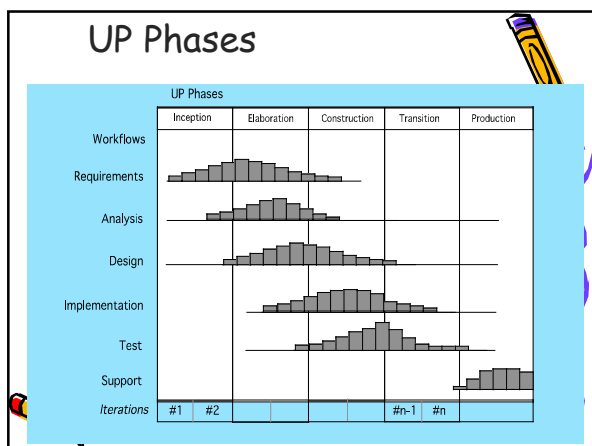 UP Phases
UP Phases
Inception Elaboration Construction Transition Production
Workflows
Requirements
Analysis
Design
Implementation
Test
Support
Iterations #1 #2 #n-1 #n